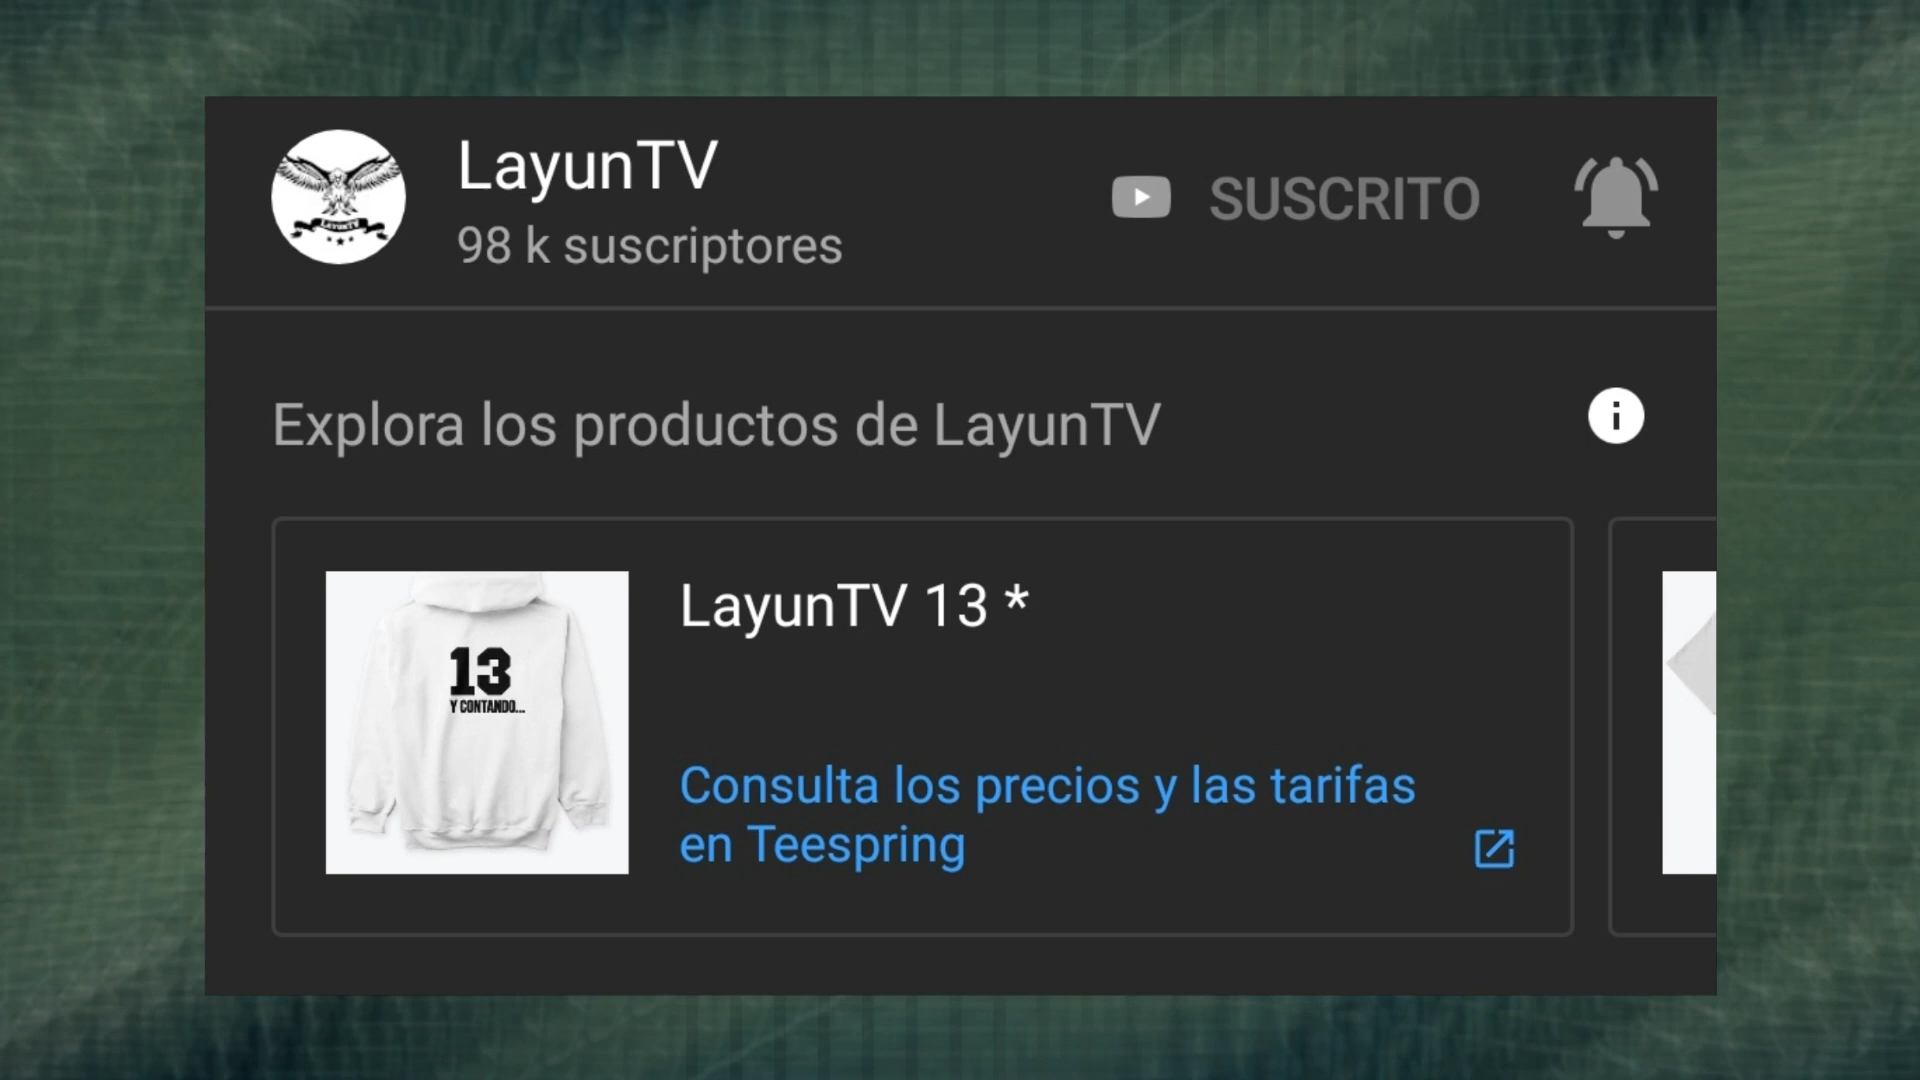 LayunTV
98 k suscriptores
SUSCRITO
LAYUNTV
Explora los productos de LayunTV
LayunTV 13 *
13
Y CONTANDO...
Consulta los precios y las tarifas
en Teespring